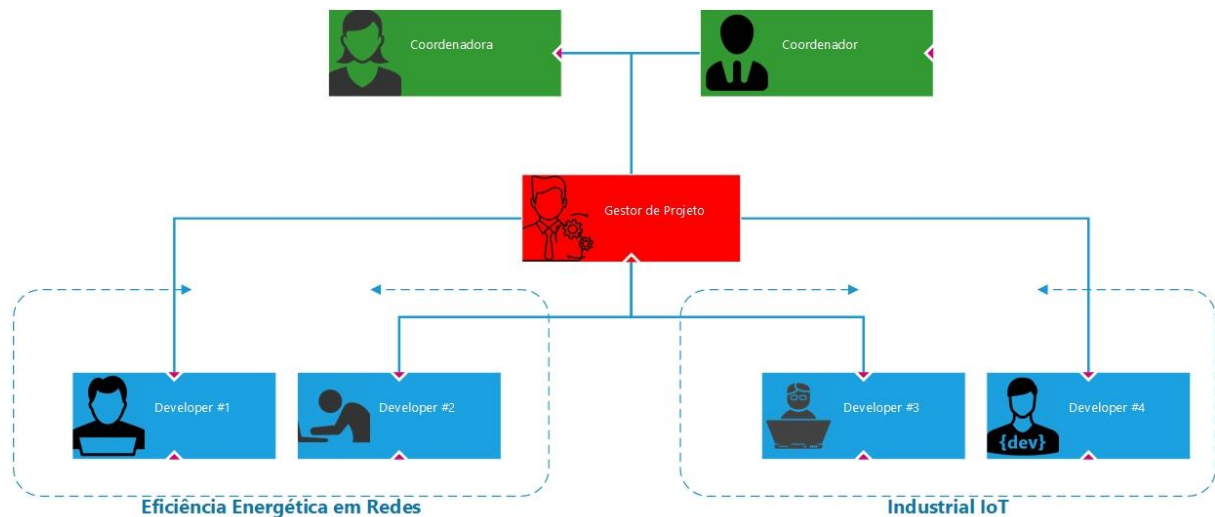 Coordenadora
Coordenador
Gestor de Projeto
Developer #1
Developer #2
Developer #3
Developer #4
{dev}
Eficiência Energética em Redes
Industrial IoT